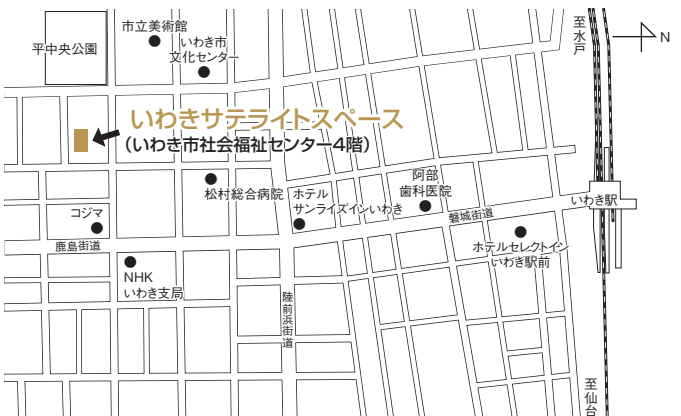 市立美術館
いわき市
文化センター
平中央公園
至水戸
N
いわきサテライトスペース
(いわき市社会福祉センター4階)
松村総合病院
ホテル
サンライズインいわき
阿部
歯科医院
いわき駅
コジマ
磐城街道
鹿島街道
ホテルセレクトイン
いわき駅前
NHK
いわき支局
陸前浜街道
至仙台